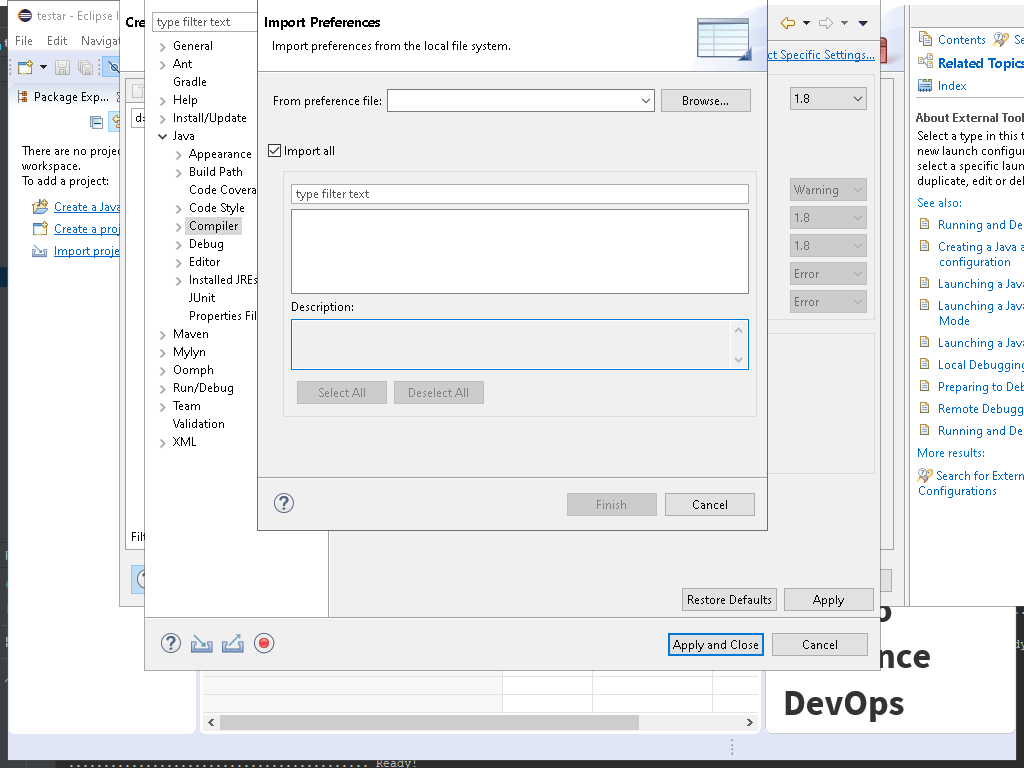 testar - Eclipse I
File Edit Navigat
Package Exp...
There are no projec
workspace.
To add a project:
Create a Java
Create a proj
Import proje
Cre
Filt
type filter text
General
Ant
Gradle
Help
Install/Update
Java
Appearance
Build Path
Code Covera
Code Style
Compiler
Debug
Editor
Installed JREs
JUnit
Properties Fil
Maven
Mylyn
Oomph
Run/Debug
Team
Validation
XML
Import Preferences
Import preferences from the local file system.
From preference file:
Browse...
Import all
type filter text
Description:
Select All
Deselect All
Finish
Cancel
ct Specific Settings...
1.8
Warning
1.8
1.8
Error
Error
Restore Defaults
Apply
Apply and Close
Cancel
Contents
Se
Related Topics
Index
About External Tool
Select a type in this t
new launch configur
select a specific laun
duplicate, edit or del
See also:
Running and De
Creating a Java a
configuration
Launching a Java
Launching a Java
Mode
Launching a Java
Local Debugging
Preparing to Deb
Remote Debugg
Running and De
More results:
Search for Extern
Configurations
nce
DevOps
Ready!